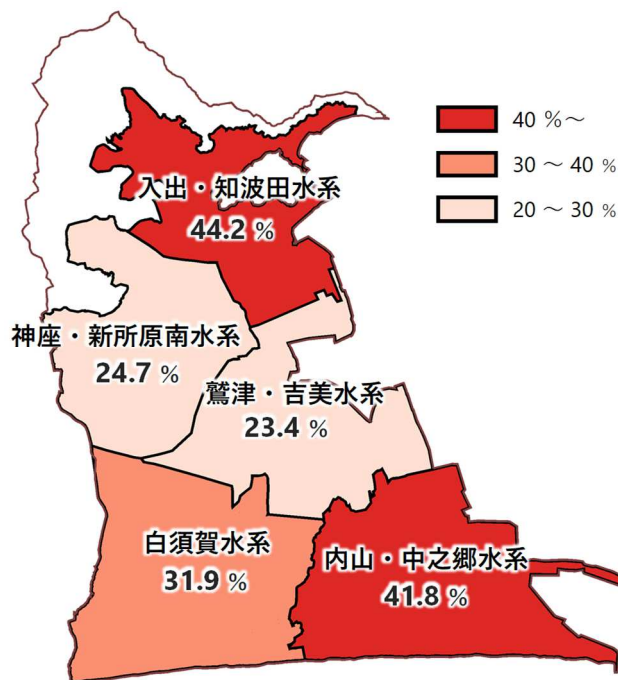 40 %～
30 ～ 40 %
20 ～ 30 %
入出・知波田水系
44.2 %
神座・新所原南水系
24.7 %
鷲津・吉美水系
23.4 %
白須賀水系
31.9 %
内山・中之郷水系
41.8 %